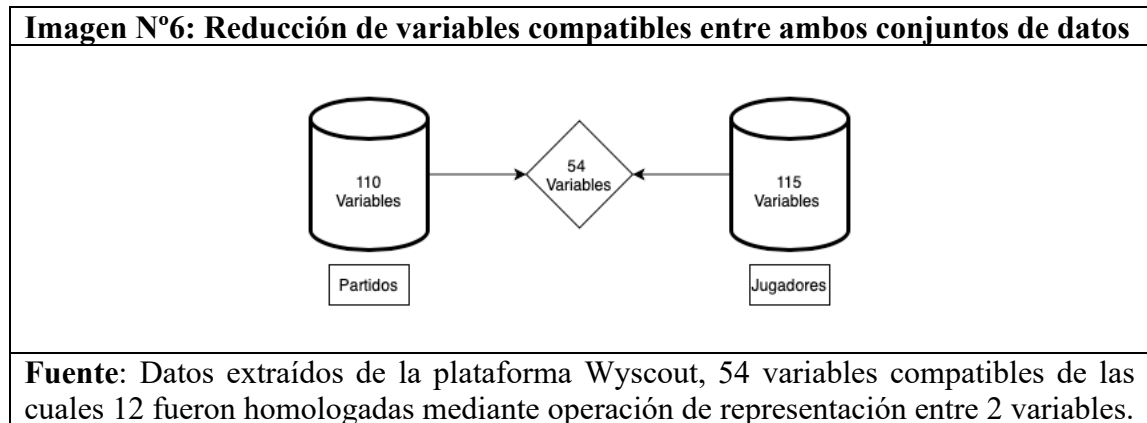 Imagen Nº6: Reducción de variables compatibles entre ambos conjuntos de datos
110
Variables
54
Variables
115
Variables
Partidos
Jugadores
Fuente: Datos extraídos de la plataforma Wyscout, 54 variables compatibles de las
cuales 12 fueron homologadas mediante operación de representación entre 2 variables.